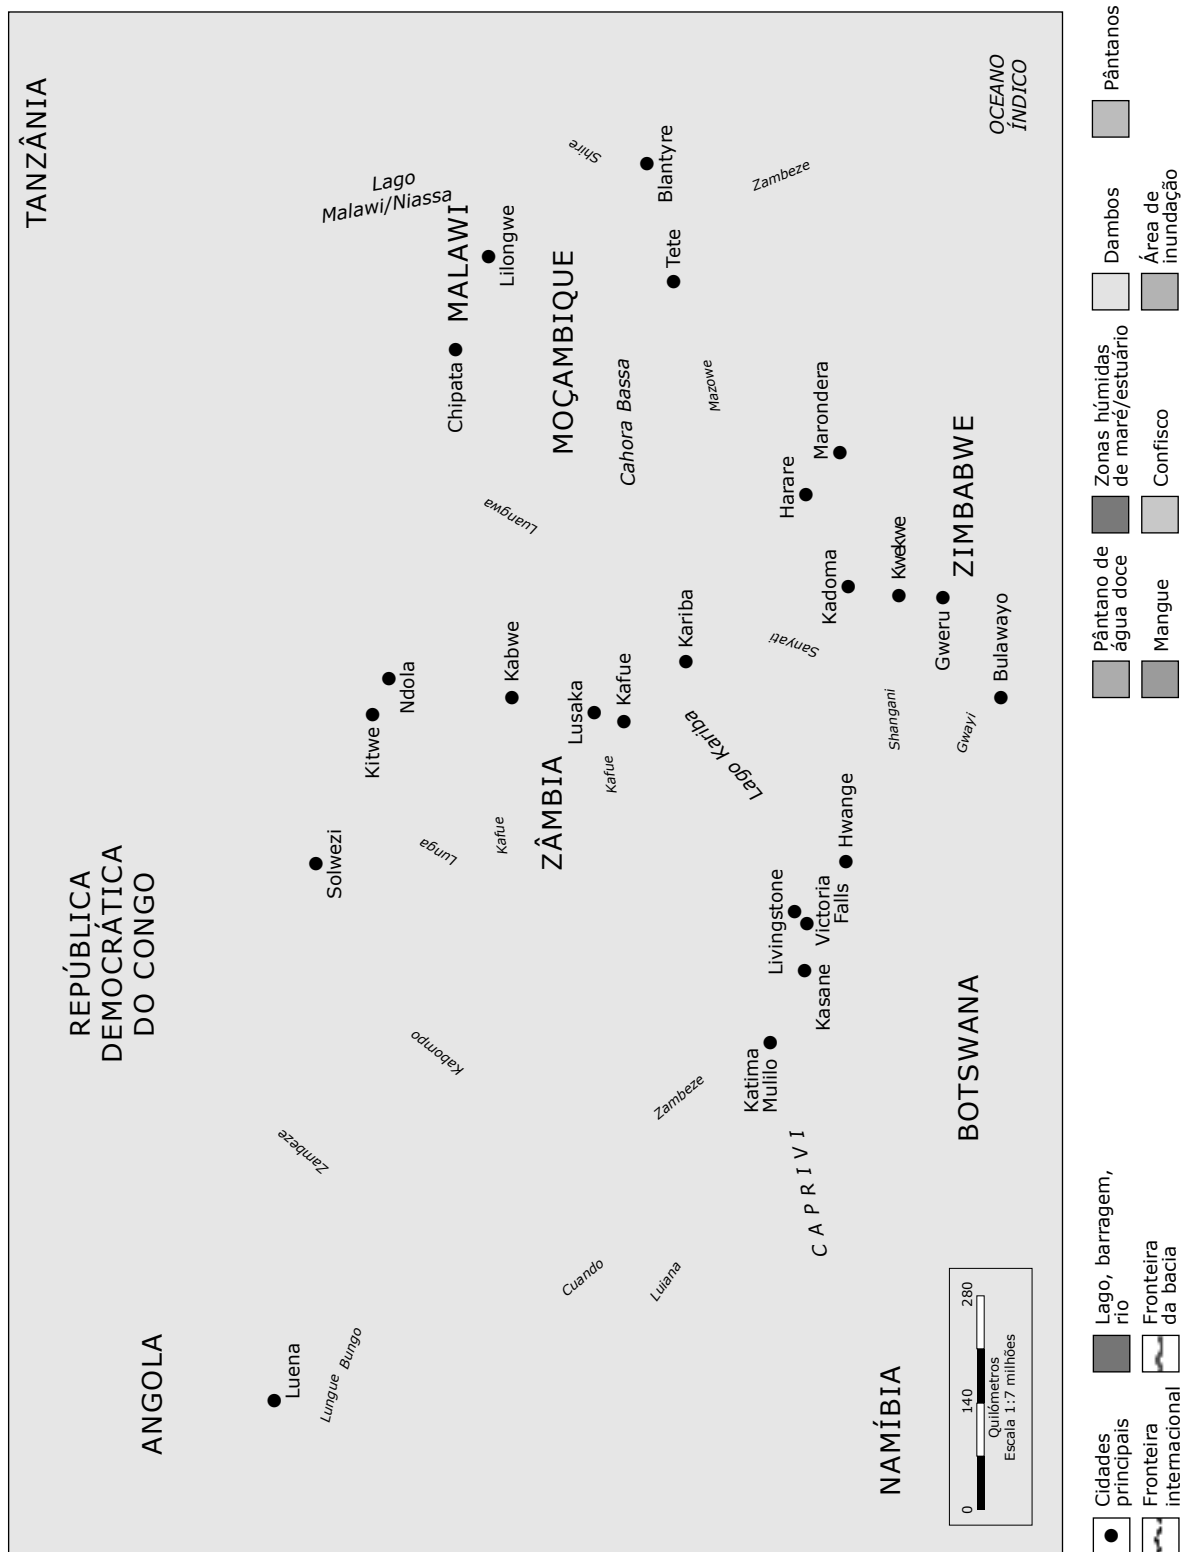 TANZÂNIA
REPÚBLICA
DEMOCRÁTICA
DO CONGO
ANGOLA
Luena
Lungue Bungo
Zambeze
Solwezi
Kitwe
Ndola
Lago
Malawi/Niassa
Kabompo
Lunga
Kafue
Kabwe
Luangwa
Chipata
MALAWI
Lilongwe
ZÂMBIA
MOÇAMBIQUE
Shire
Cuando
Lusaka
Kafue
Kafue
Cahora Bassa
Blantyre
Tete
Luiana
Zambeze
Kariba
Lago Kariba
Mazowe
Zambeze
Katima
Mulilo
CAPRIVI
Kasane
Livingstone
Victoria
Falls
Hwange
Sanyati
Harare
Marondera
Kadoma
Kwekwe
Shangani
Gweru
Gwayi
Bulawayo
ZIMBABWE
NAMÍBIA
BOTSWANA
OCEANO
ÍNDICO
0 140 280
Quilómetros
Escala 1:7 milhões
Cidades
principais
Fronteira
internacional
Lago, barragem,
rio
Fronteira
da bacia
Pântano de
água doce
Mangue
Zonas húmidas
de maré/estuário
Confisco
Dambos
Área de
inundação
Pântanos